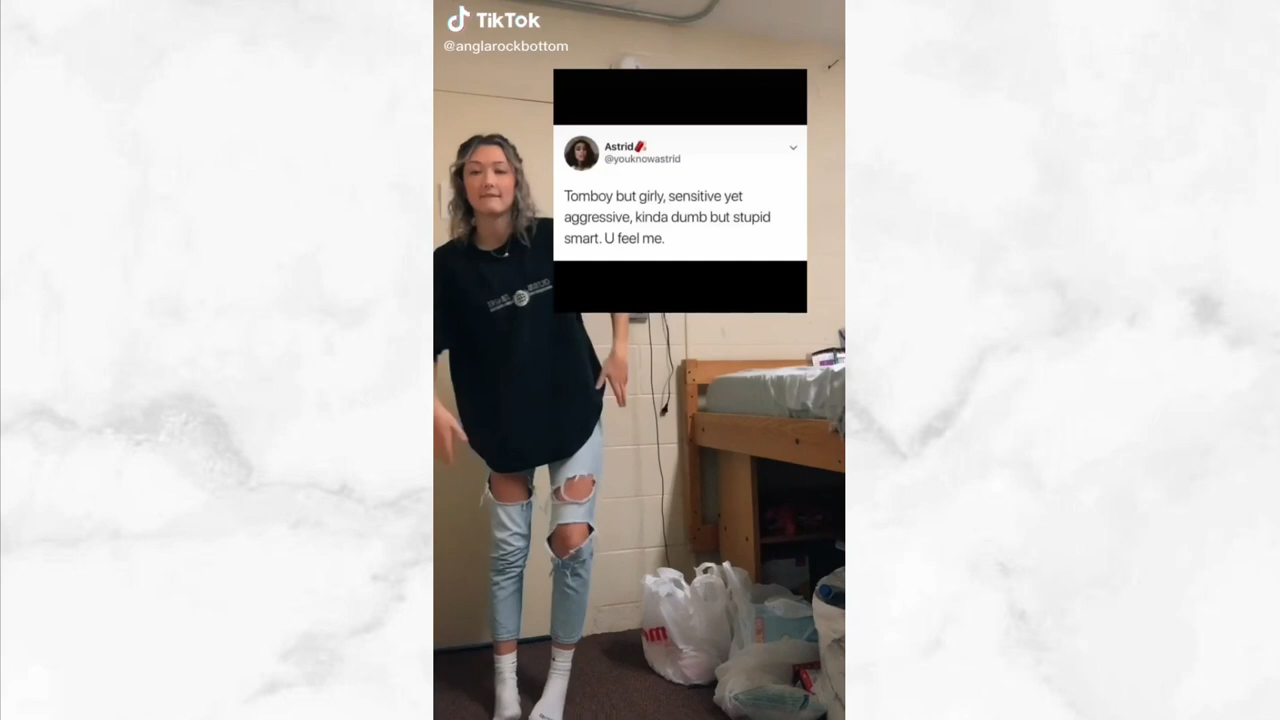 TikTok
@anglarockbottom
Astrid🧨
@youknowastrid
Tomboy but girly, sensitive yet
aggressive, kinda dumb but stupid
smart. U feel me.